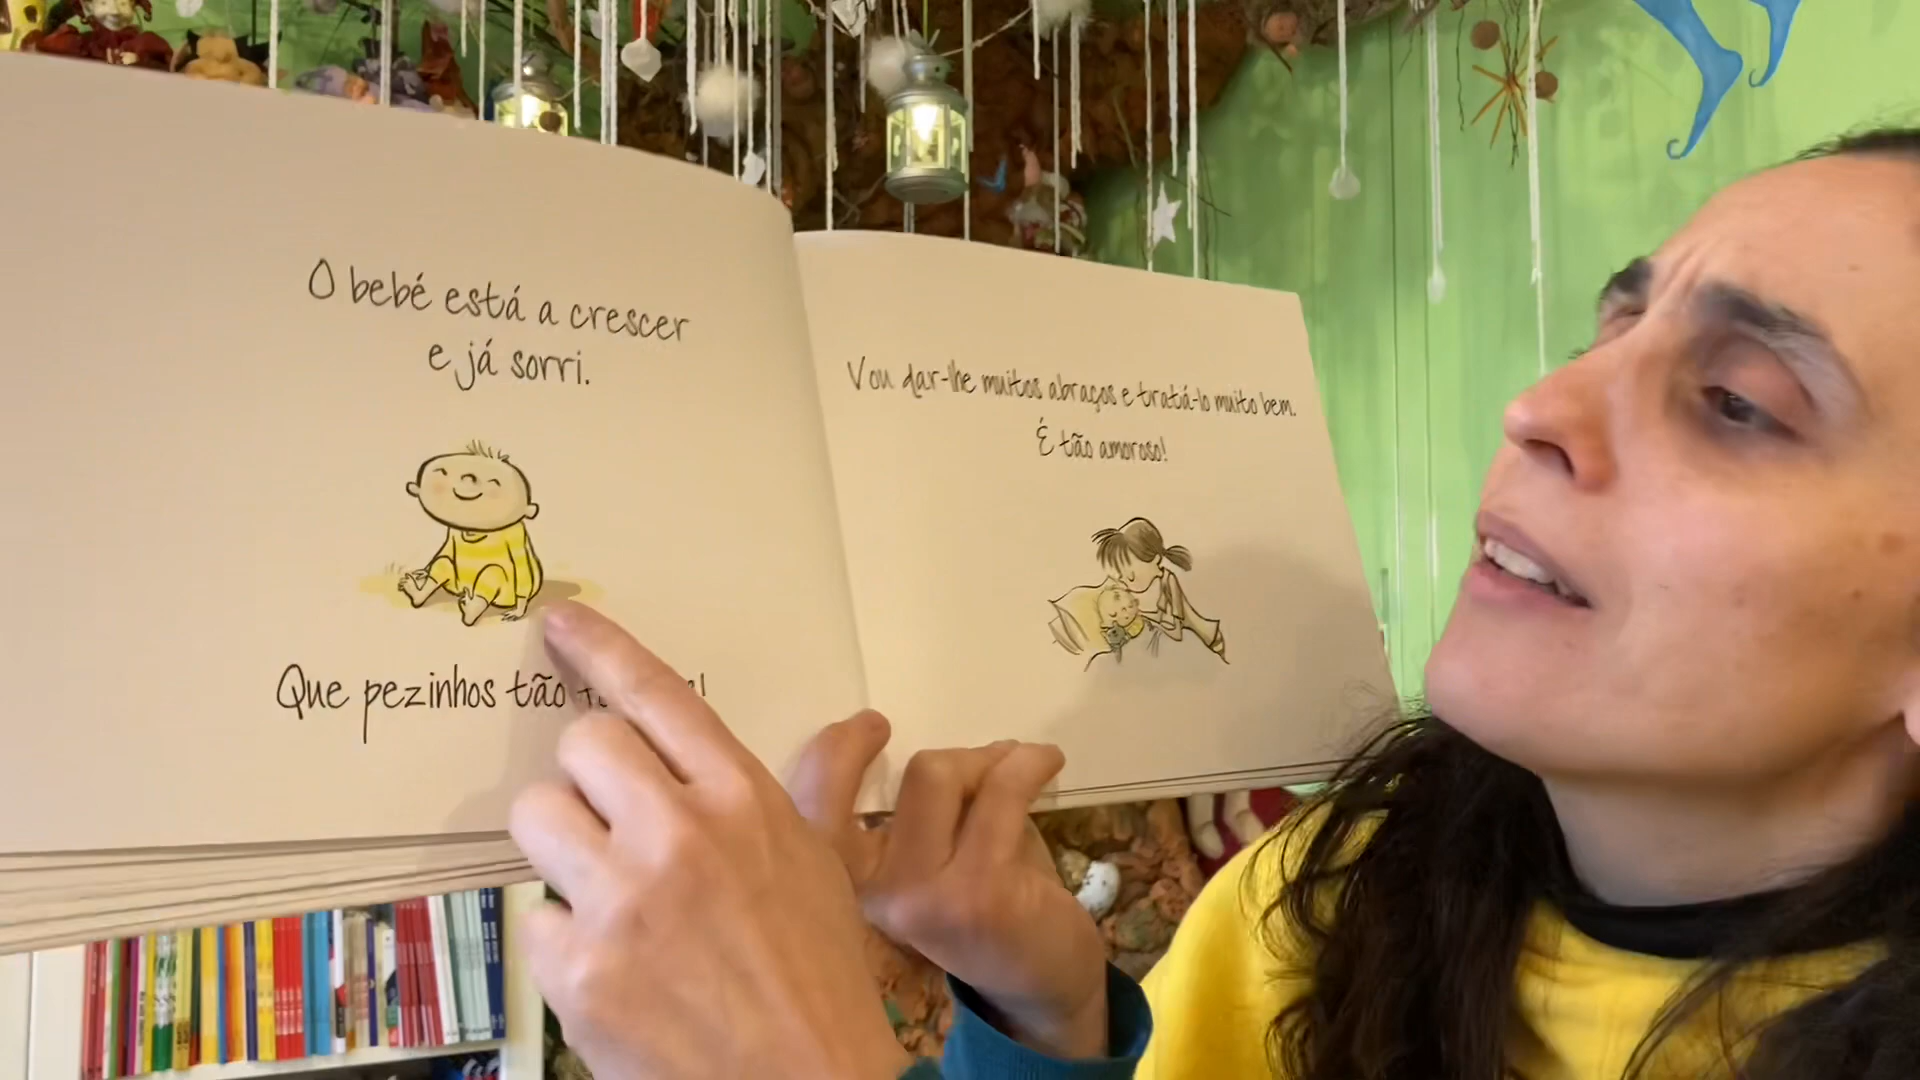 O bebé está a crescer
e já sorri.
Que pezinhos tão
Vou dar-lhe muitos abraços e tratá-lo muito bem.
É tão amoroso!